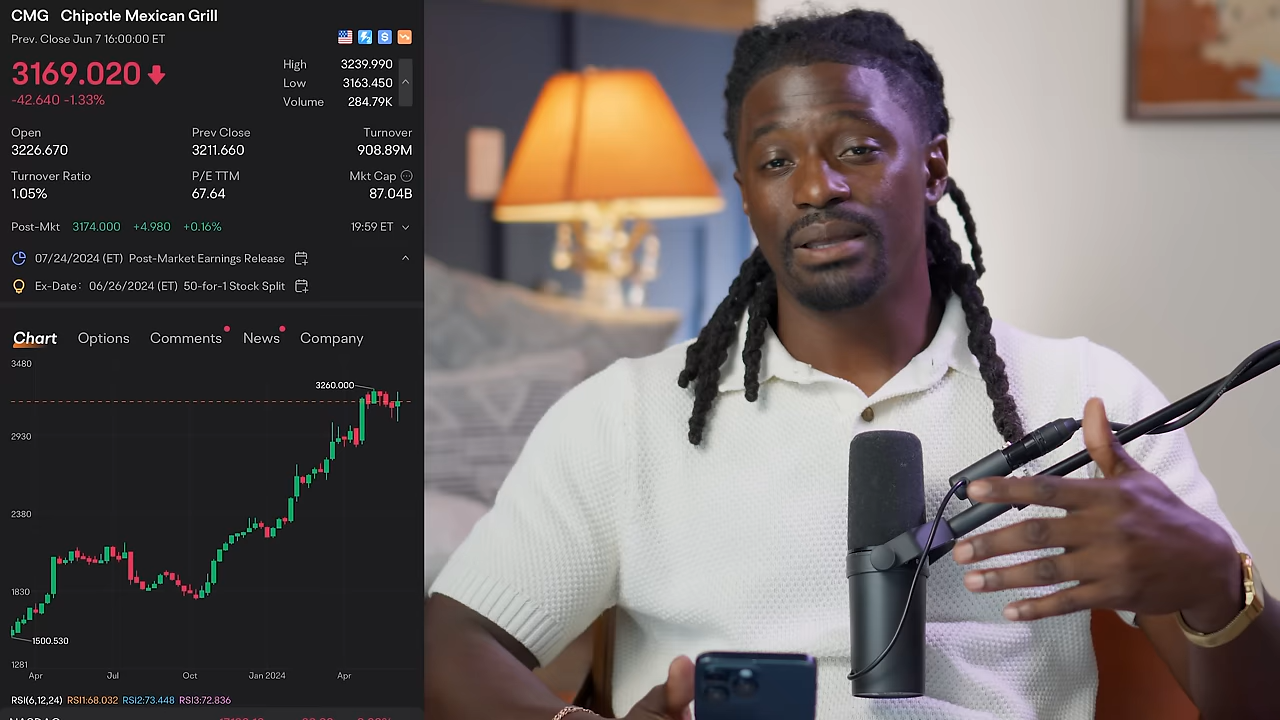 CMG Chipotle Mexican Grill
Prev. Close Jun 7 16:00:00 ET
3169.020
-42.640 -1.33%
High 3239.990
Low 3163.450
Volume 284.79K
Open Prev Close Turnover
3226.670 3211.660 908.89M
Turnover Ratio P/E TTM Mkt Cap
1.05% 67.64 87.04B
Post-Mkt 3174.000 +4.980 +0.16% 19:59 ET
07/24/2024 (ET) Post-Market Earnings Release
Ex-Date: 06/26/2024 (ET) 50-for-1 Stock Split
Chart Options Comments News Company
3480
3260.000
2930
2380
1830
1500.530
1281
Apr Jul Oct Jan 2024 Apr
RSI(6,12,24) RSI1:68.032 RSI2:73.448 RSI3:72.836